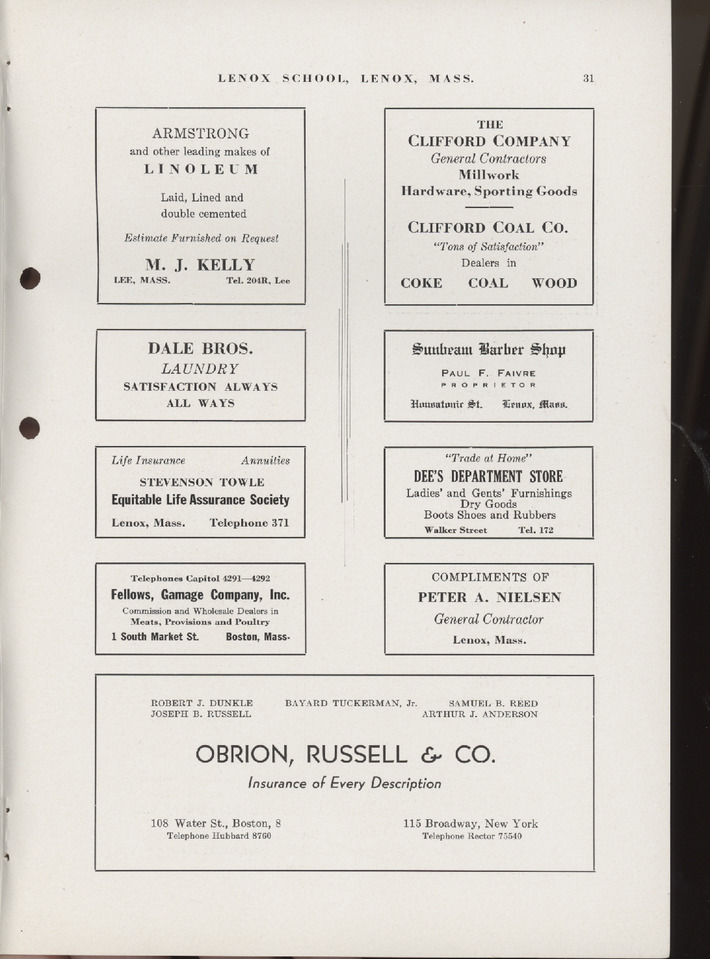 LENOX SCHOOL, LENOX, MASS. 31
ARMSTRONG
and other leading makes of
LINOLEUM
Laid, Lined and
double cemented
Estimate Furnished on Request
M. J. KELLY
LEE, MASS. Tel. 204R, Lee
THE
CLIFFORD COMPANY
General Contractors
Millwork
Hardware, Sporting Goods
CLIFFORD COAL CO.
"Tons of Satisfaction"
Dealers in
COKE COAL WOOD
DALE BROS.
LAUNDRY
SATISFACTION ALWAYS
ALL WAYS
Sunbeam Barber Shop
PAUL F. FAIVRE
PROPRIETOR
Housatonic St. Lenox, Mass.
Life Insurance Annuities
STEVENSON TOWLE
Equitable Life Assurance Society
Lenox, Mass. Telephone 371
"Trade at Home"
DEE'S DEPARTMENT STORE
Ladies' and Gents' Furnishings
Dry Goods
Boots Shoes and Rubbers
Walker Street Tel. 172
Telephones Capitol 4291—4292
Fellows, Gamage Company, Inc.
Commission and Wholesale Dealers in
Meats, Provisions and Poultry
1 South Market St. Boston, Mass.
COMPLIMENTS OF
PETER A. NIELSEN
General Contractor
Lenox, Mass.
ROBERT J. DUNKLE BAYARD TUCKERMAN, Jr. SAMUEL B. REED
JOSEPH B. RUSSELL ARTHUR J. ANDERSON
OBRION, RUSSELL & CO.
Insurance of Every Description
108 Water St., Boston, 8 115 Broadway, New York
Telephone Hubbard 8760 Telephone Rector 75540